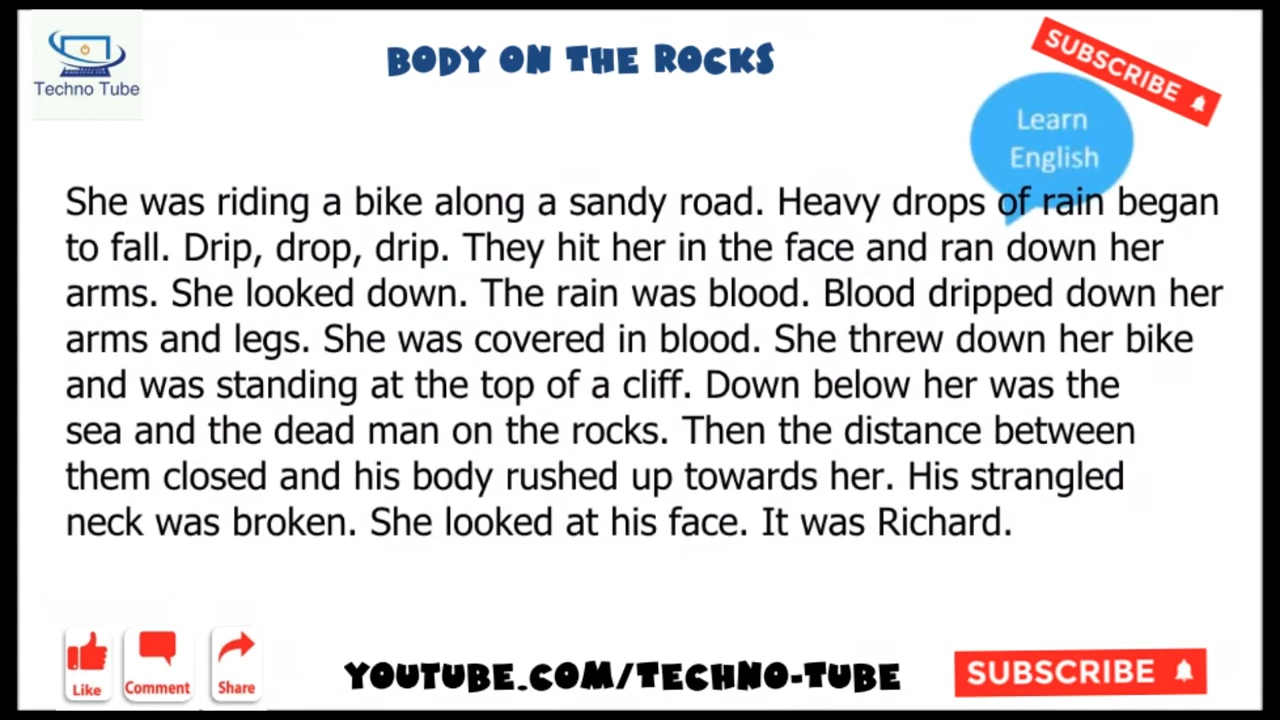 BODY ON THE ROCKS
SUBSCRIBE
Techno Tube
Learn
English
She was riding a bike along a sandy road. Heavy drops of rain began
to fall. Drip, drop, drip. They hit her in the face and ran down her
arms. She looked down. The rain was blood. Blood dripped down her
arms and legs. She was covered in blood. She threw down her bike
and was standing at the top of a cliff. Down below her was the
sea and the dead man on the rocks. Then the distance between
them closed and his body rushed up towards her. His strangled
neck was broken. She looked at his face. It was Richard.
Like
Comment
Share
YOUTUBE.COM/TECHNO-TUBE
SUBSCRIBE